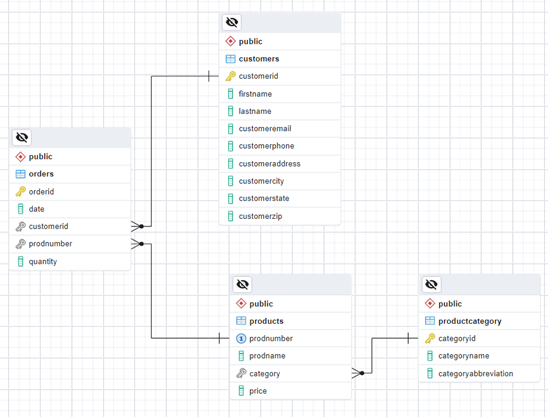 public
customers
customerid
firstname
lastname
customeremail
customerphone
customeraddress
customercity
customerstate
customerzip
public
orders
orderid
date
customerid
prodnumber
quantity
public
products
1 prodnumber
prodname
category
price
public
productcategory
categoryid
categoryname
categoryabbreviation